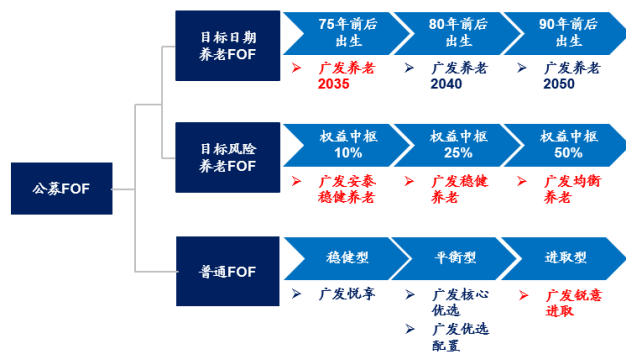 公募FOF
目标日期
养老FOF
75年前后
出生
80年前后
出生
90年前后
出生
广发养老
2035
广发养老
2040
广发养老
2050
目标风险
养老FOF
权益中枢
10%
权益中枢
25%
权益中枢
50%
广发安泰
稳健养老
广发稳健
养老
广发均衡
养老
普通FOF
稳健型
平衡型
进取型
广发悦享
广发核心
优选
广发优选
配置
广发锐意
进取